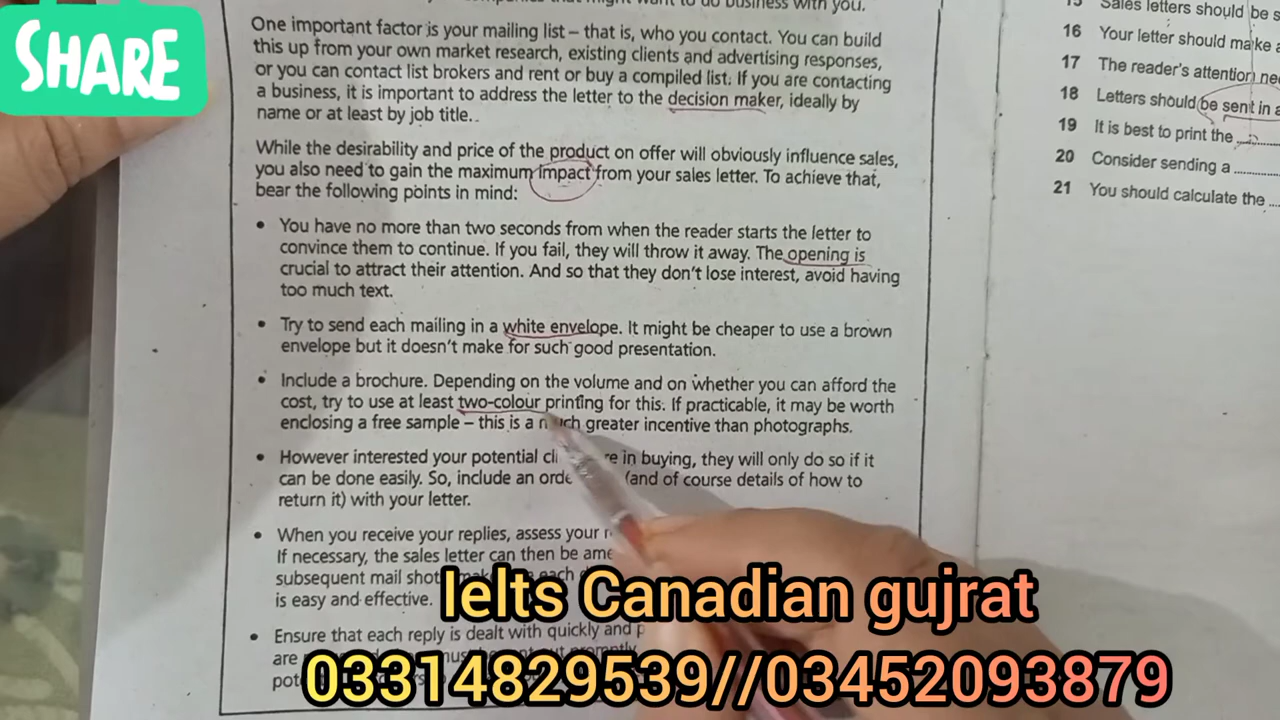 SHARE
to do business with you.
One important factor is your mailing list – that is, who you contact. You can build
this up from your own market research, existing clients and advertising responses,
or you can contact list brokers and rent or buy a compiled list. If you are contacting
a business, it is important to address the letter to the decision maker, ideally by
name or at least by job title..
While the desirability and price of the product on offer will obviously influence sales,
you also need to gain the maximum impact from your sales letter. To achieve that,
bear the following points in mind:
• You have no more than two seconds from when the reader starts the letter to
convince them to continue. If you fail, they will throw it away. The opening is
crucial to attract their attention. And so that they don't lose interest, avoid having
too much text.
• Try to send each mailing in a white envelope. It might be cheaper to use a brown
envelope but it doesn't make for such good presentation.
• Include a brochure. Depending on the volume and on whether you can afford the
cost, try to use at least two-colour printing for this. If practicable, it may be worth
enclosing a free sample – this is a much greater incentive than photographs.
• However interested your potential in buying, they will only do so if it
can be done easily. So, include an (and of course details of how to
return it) with your letter.
• When you receive your replies, assess your
If necessary, the sales letter can then be
subsequent mail each
is easy and effective.
• Ensure that each reply is dealt with quickly and
are
15 Sales letters should be
16 Your letter should make
17 The reader's attention
18 Letters should be sent in
19 It is best to print the ........
20 Consider sending a ............
21 You should calculate the ....
Ielts Canadian gujrat
03314829539//03452093879